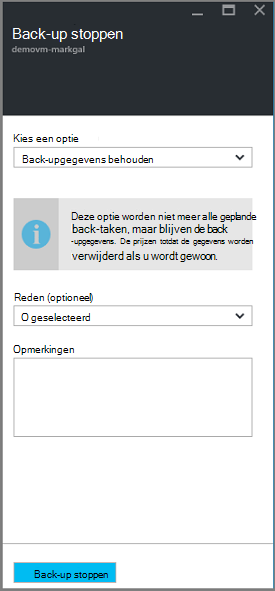 Back-up stoppen
demovm-markgal
Kies een optie
Back-upgegevens behouden
Deze optie worden niet meer alle geplande
back-taken, maar blijven de back
-upgegevens. De prijzen totdat de gegevens worden
verwijderd als u wordt gewoon.
Reden (optioneel)
O geselecteerd
Opmerkingen
Back-up stoppen